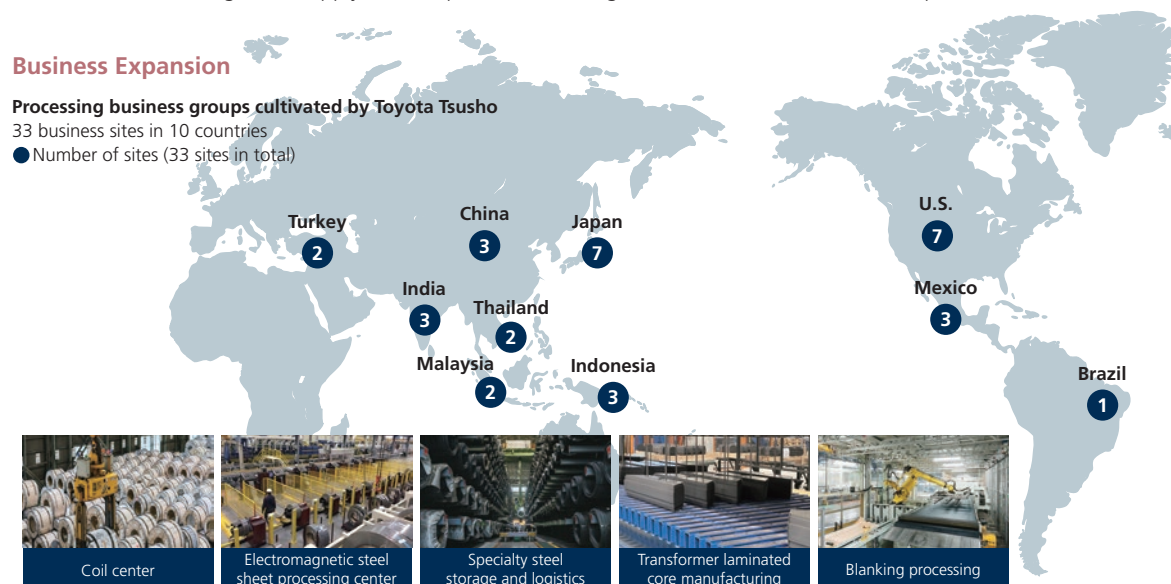 Business Expansion
Processing business groups cultivated by Toyota Tsusho
33 business sites in 10 countries
Number of sites (33 sites in total)
Turkey
2
China
3
Japan
7
U.S.
7
India
3
Thailand
2
Mexico
3
Malaysia
2
Indonesia
3
Brazil
1
Coil center
Electromagnetic steel
sheet processing center
Specialty steel
storage and logistics
Transformer laminated
core manufacturing
Blanking processing